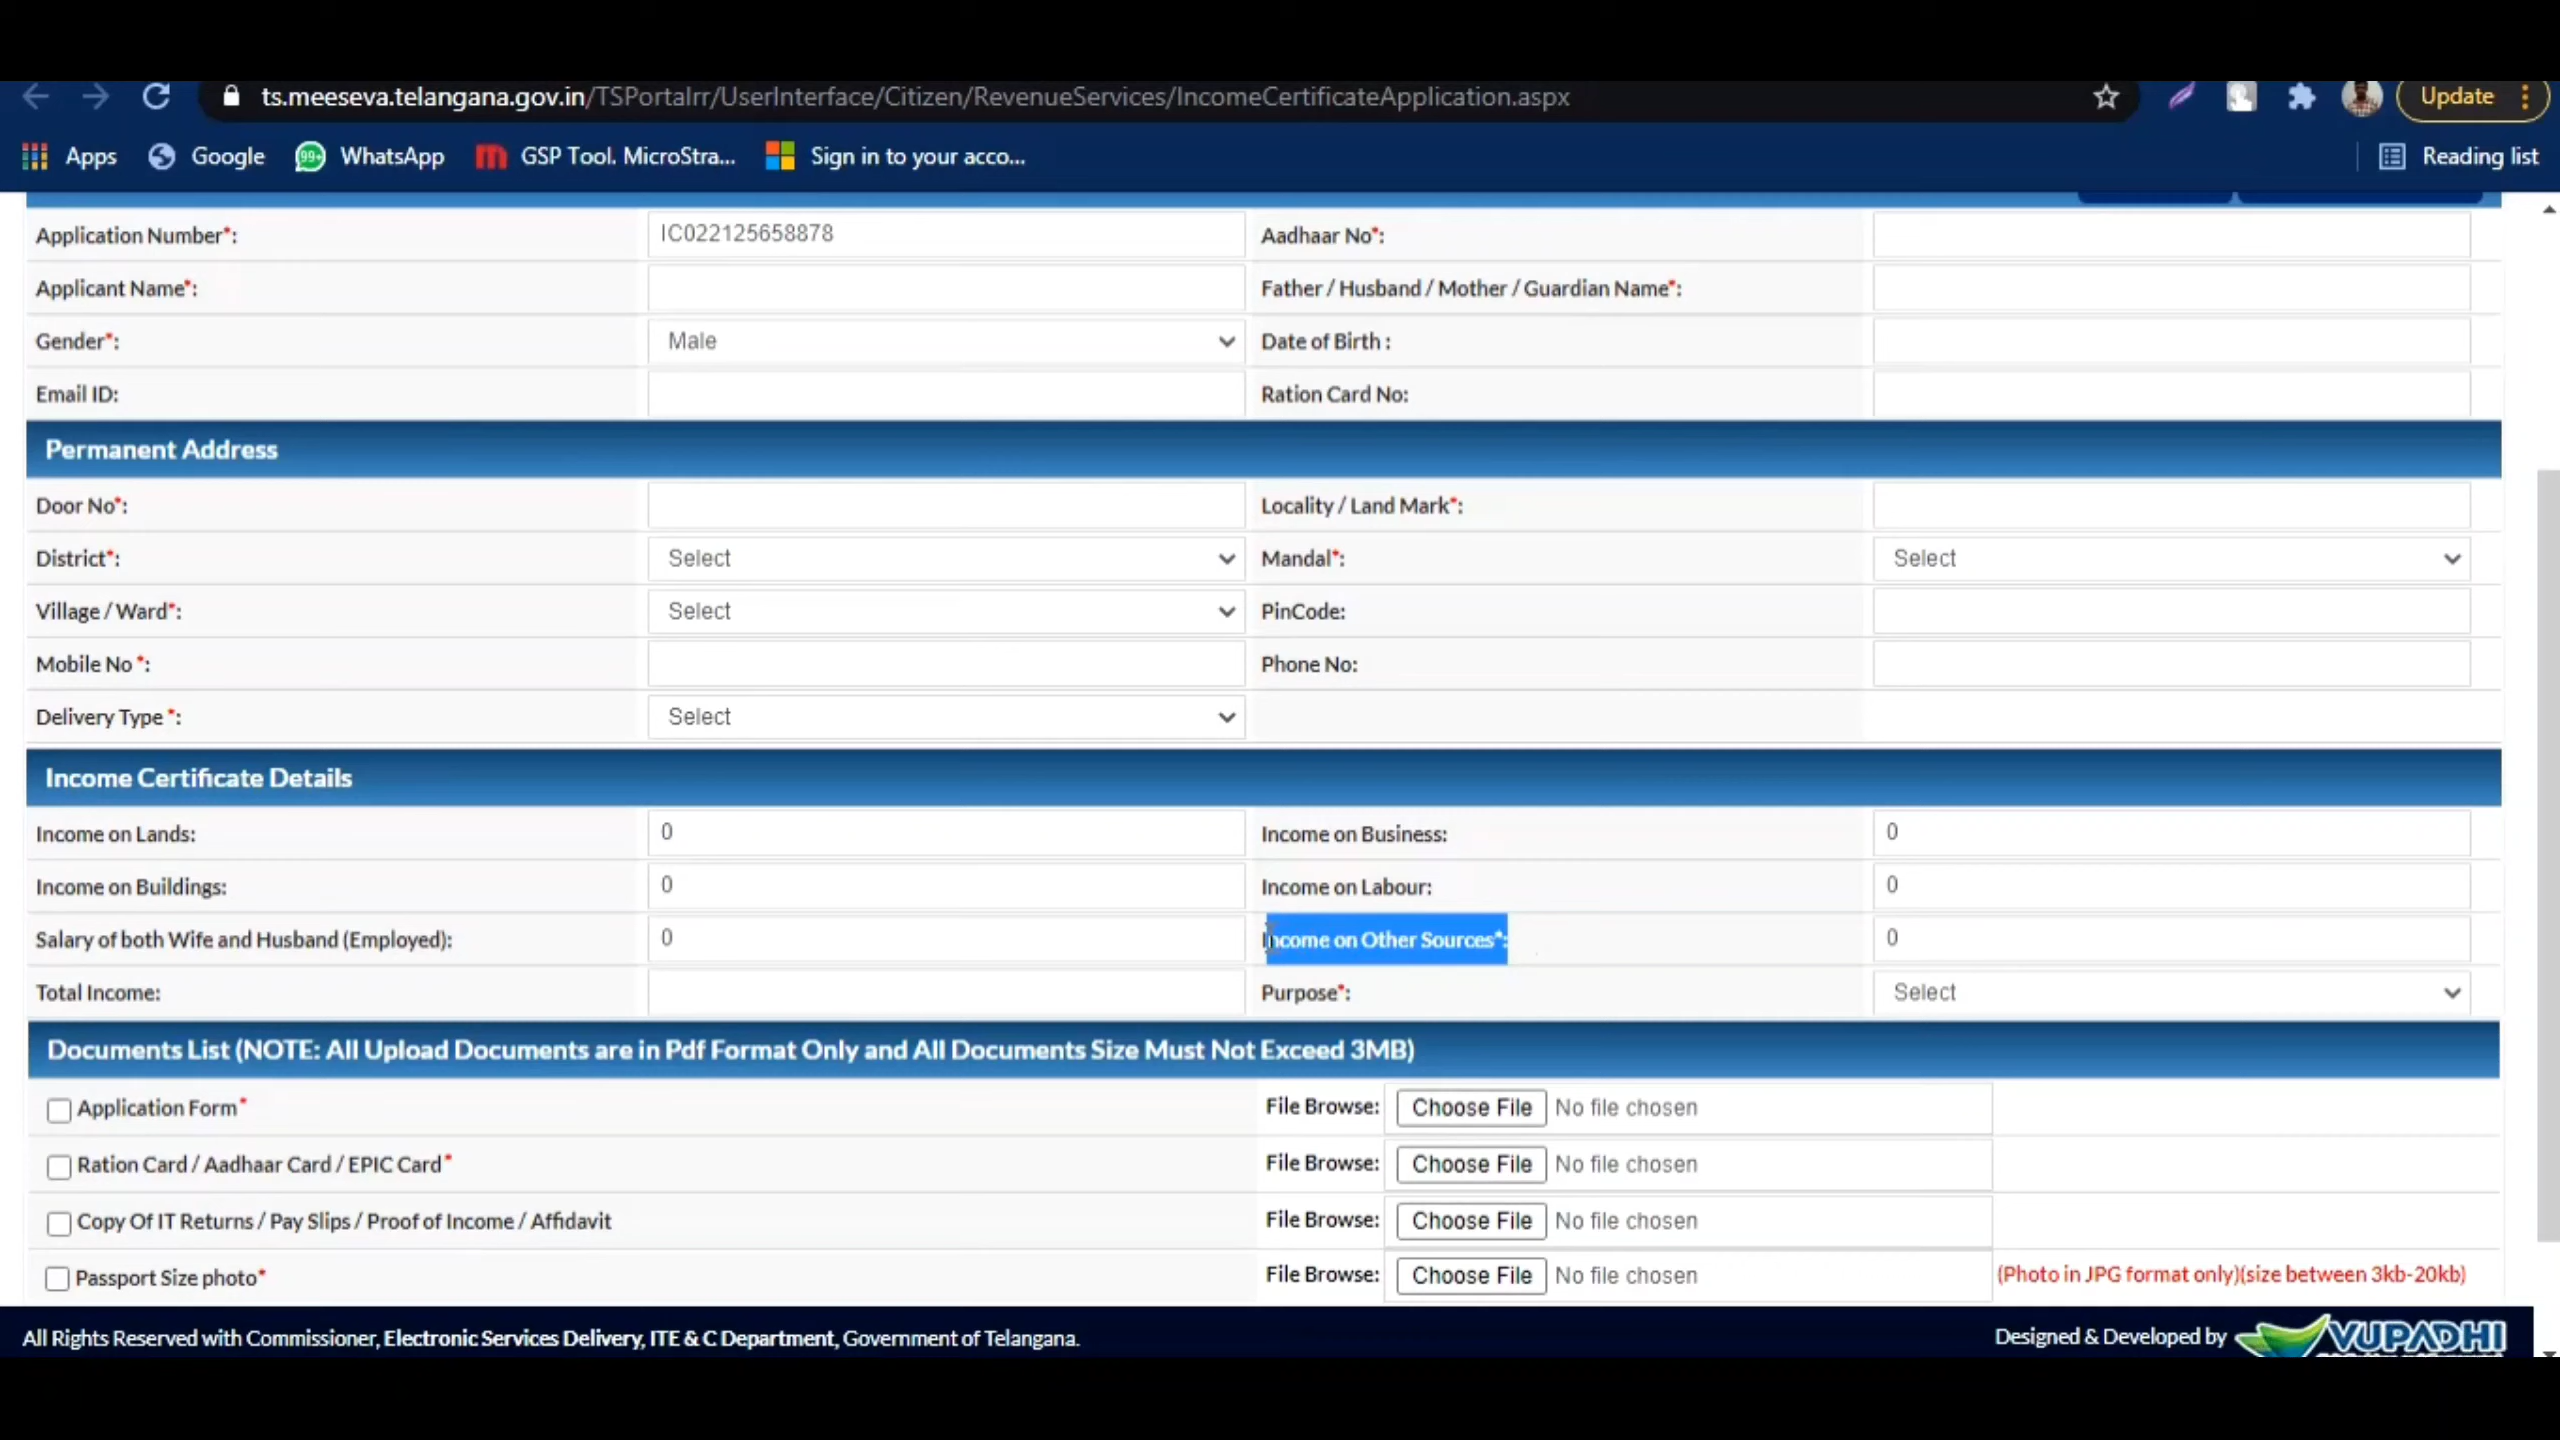 ts.meeseva.telangana.gov.in/TSPortalrr/UserInterface/Citizen/RevenueServices/IncomeCertificateApplication.aspx Update
Apps Google 99+ WhatsApp GSP Tool. MicroStra... Sign in to your acco... Reading list
Application Number*: IC022125658878 Aadhaar No*:
Applicant Name*: Father / Husband / Mother / Guardian Name*:
Gender*: Male Date of Birth :
Email ID: Ration Card No:
Permanent Address
Door No*: Locality / Land Mark*:
District*: Select Mandal*: Select
Village / Ward*: Select PinCode:
Mobile No *: Phone No:
Delivery Type *: Select
Income Certificate Details
Income on Lands: 0 Income on Business: 0
Income on Buildings: 0 Income on Labour: 0
Salary of both Wife and Husband (Employed): 0 Income on Other Sources*: 0
Total Income: Purpose*: Select
Documents List (NOTE: All Upload Documents are in Pdf Format Only and All Documents Size Must Not Exceed 3MB)
Application Form* File Browse: Choose File No file chosen
Ration Card / Aadhaar Card / EPIC Card* File Browse: Choose File No file chosen
Copy Of IT Returns / Pay Slips / Proof of Income / Affidavit File Browse: Choose File No file chosen
Passport Size photo* File Browse: Choose File No file chosen (Photo in JPG format only)(size between 3kb-20kb)
All Rights Reserved with Commissioner, Electronic Services Delivery, ITE & C Department, Government of Telangana. Designed & Developed by VUPADHI